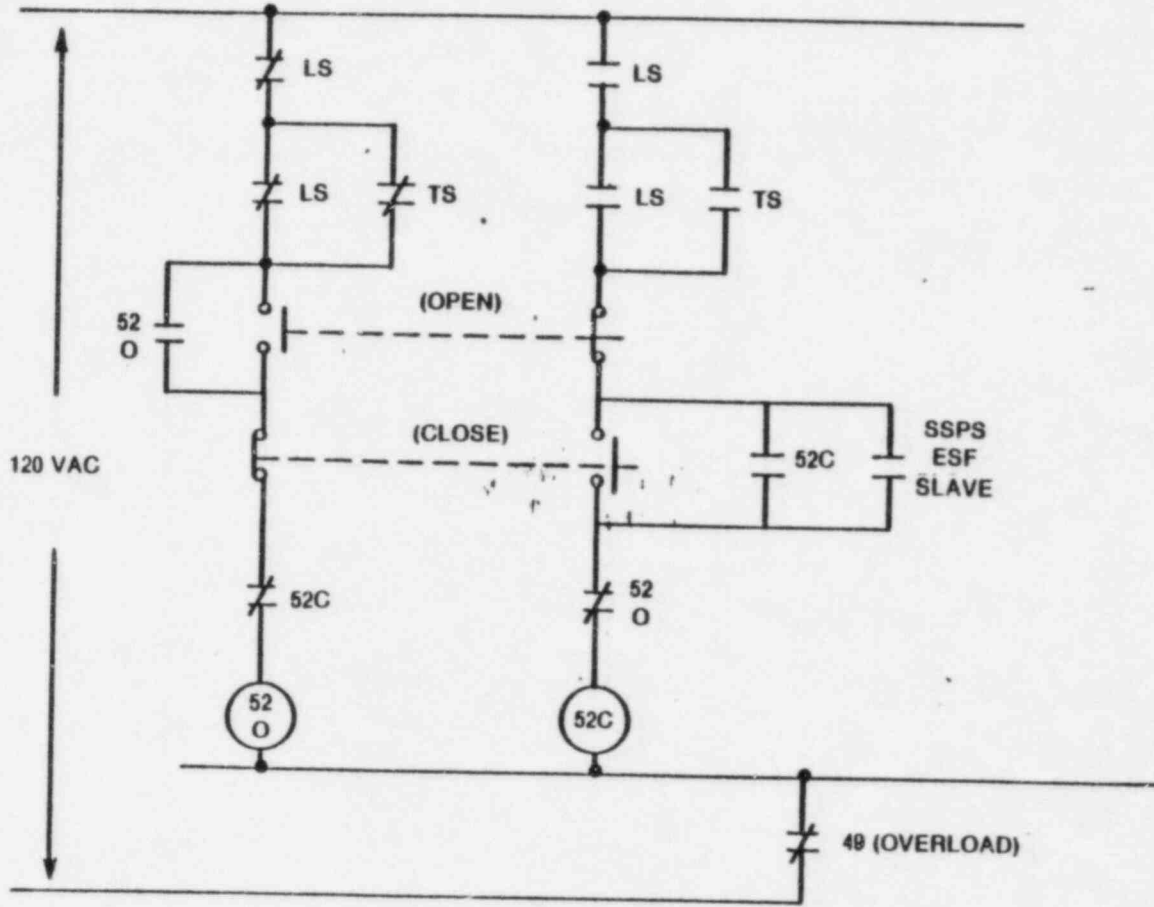 LS
LS
LS
TS
LS
TS
(OPEN)
52
O
(CLOSE)
120 VAC
52C
SSPS
ESF
SLAVE
52C
52
O
52
O
52C
49 (OVERLOAD)